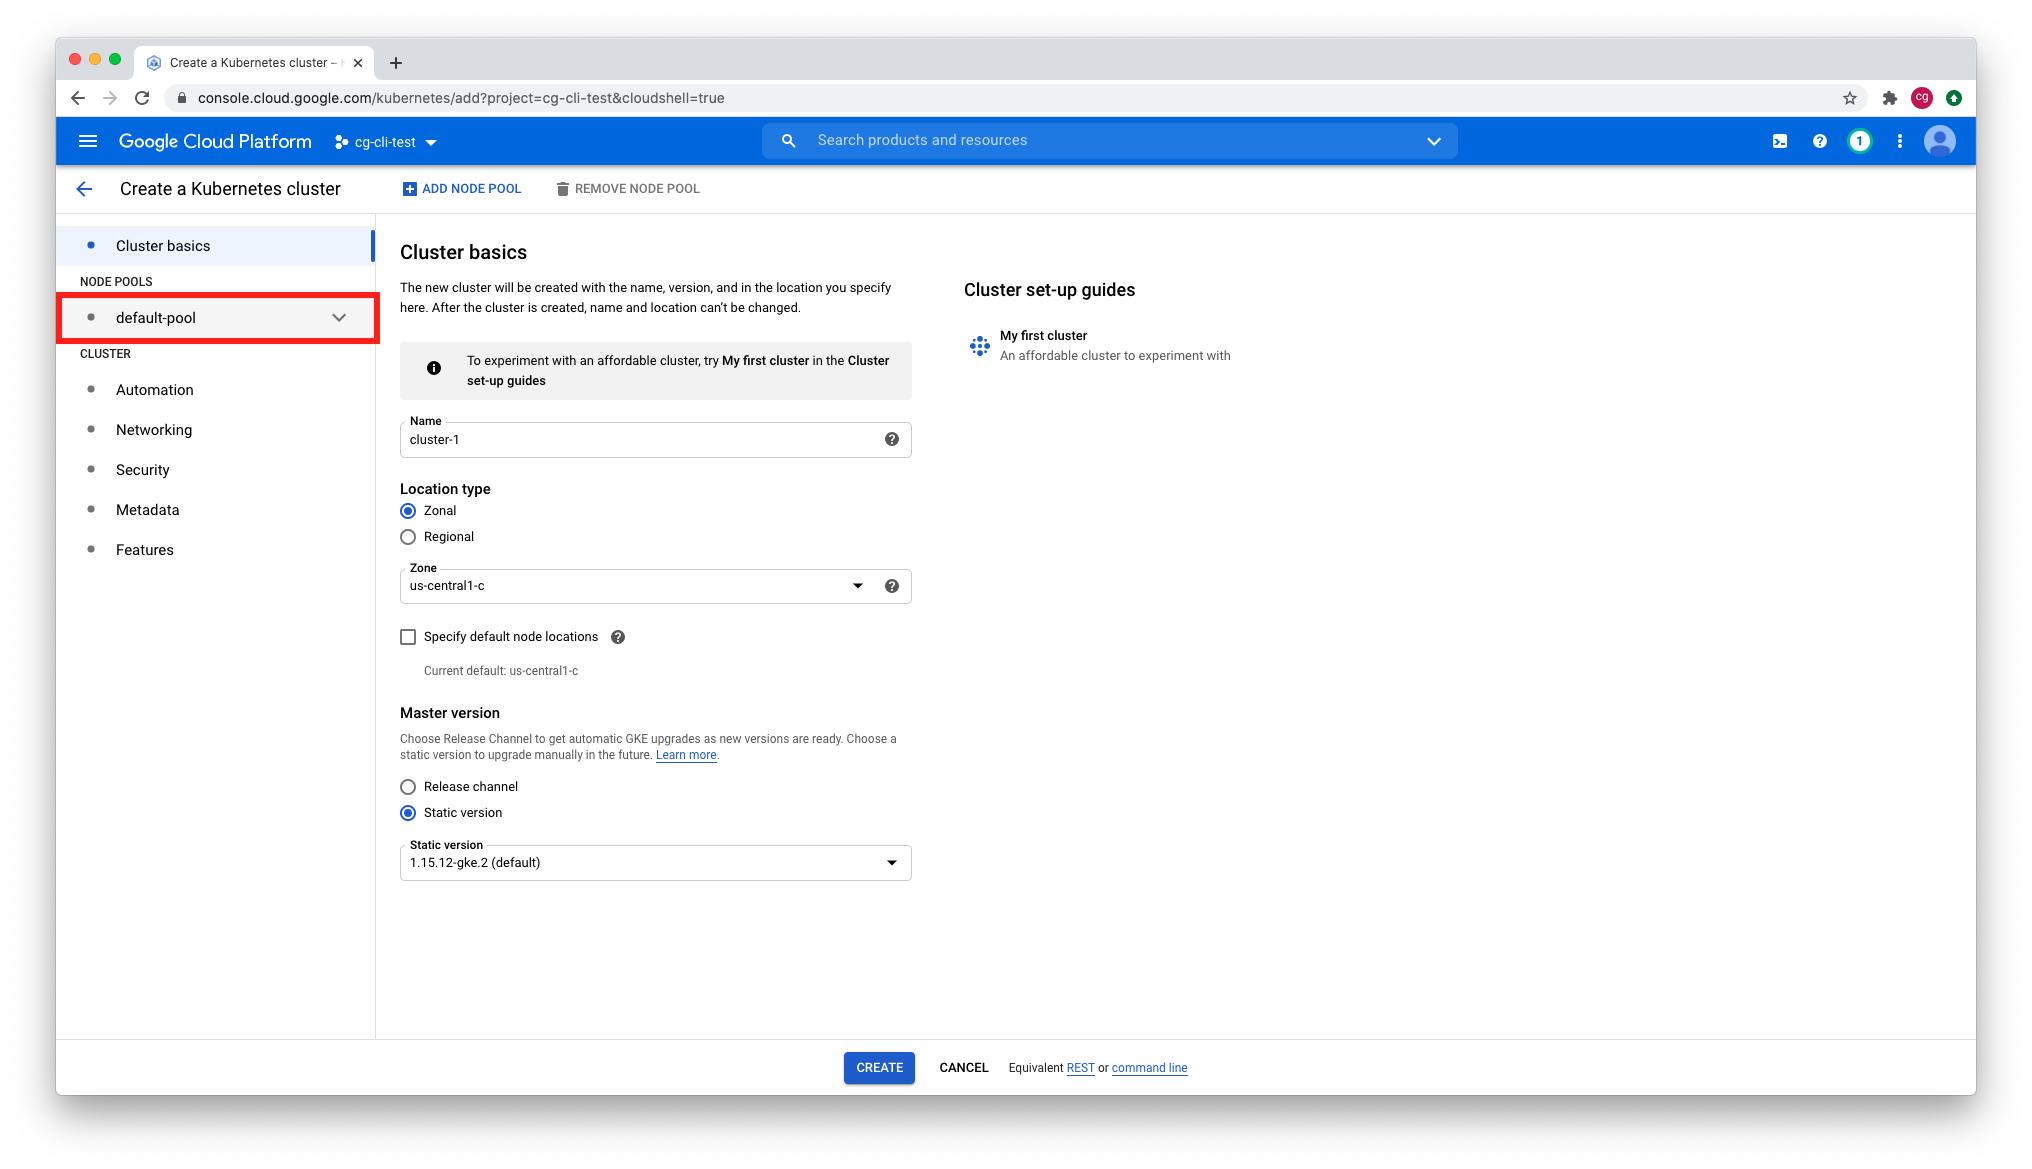 Create a Kubernetes cluster –
console.cloud.google.com/kubernetes/add?project=cg-cli-test&cloudshell=true
cg
Google Cloud Platform
cg-cli-test
Search products and resources
1
Create a Kubernetes cluster
ADD NODE POOL
REMOVE NODE POOL
Cluster basics
NODE POOLS
default-pool
CLUSTER
Automation
Networking
Security
Metadata
Features
Cluster basics
The new cluster will be created with the name, version, and in the location you specify
here. After the cluster is created, name and location can't be changed.
To experiment with an affordable cluster, try My first cluster in the Cluster
set-up guides
Name
cluster-1
Location type
Zonal
Regional
Zone
us-central1-c
Specify default node locations
Current default: us-central1-c
Master version
Choose Release Channel to get automatic GKE upgrades as new versions are ready. Choose a
static version to upgrade manually in the future. Learn more.
Release channel
Static version
Static version
1.15.12-gke.2 (default)
Cluster set-up guides
My first cluster
An affordable cluster to experiment with
CREATE
CANCEL
Equivalent REST or command line